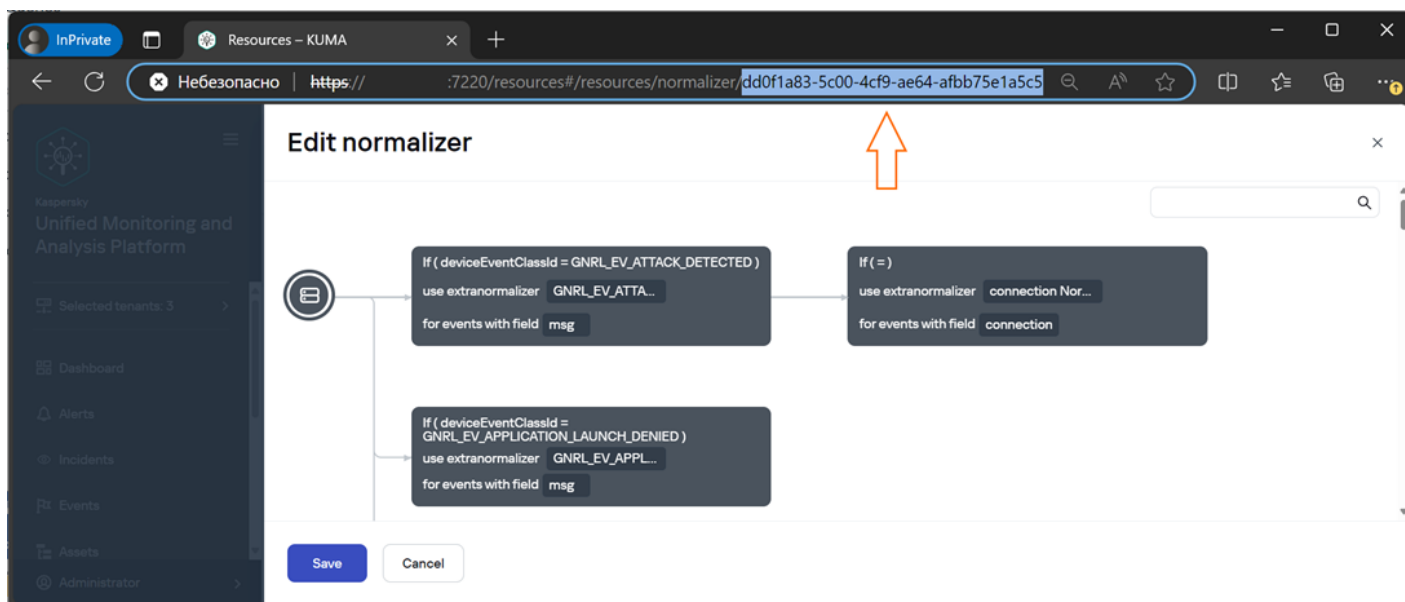 InPrivate
Resources – KUMA
Небезопасно
https:// :7220/resources#/resources/normalizer/dd0f1a83-5c00-4cf9-ae64-afbb75e1a5c5
Edit normalizer
Kaspersky
Unified Monitoring and
Analysis Platform
Selected tenants: 3
Dashboard
Alerts
Incidents
Events
Assets
Administrator
If ( deviceEventClassId = GNRL_EV_ATTACK_DETECTED )
use extranormalizer GNRL_EV_ATTA...
for events with field msg
If ( = )
use extranormalizer connection Nor...
for events with field connection
If ( deviceEventClassId =
GNRL_EV_APPLICATION_LAUNCH_DENIED )
use extranormalizer GNRL_EV_APPL...
for events with field msg
Save
Cancel